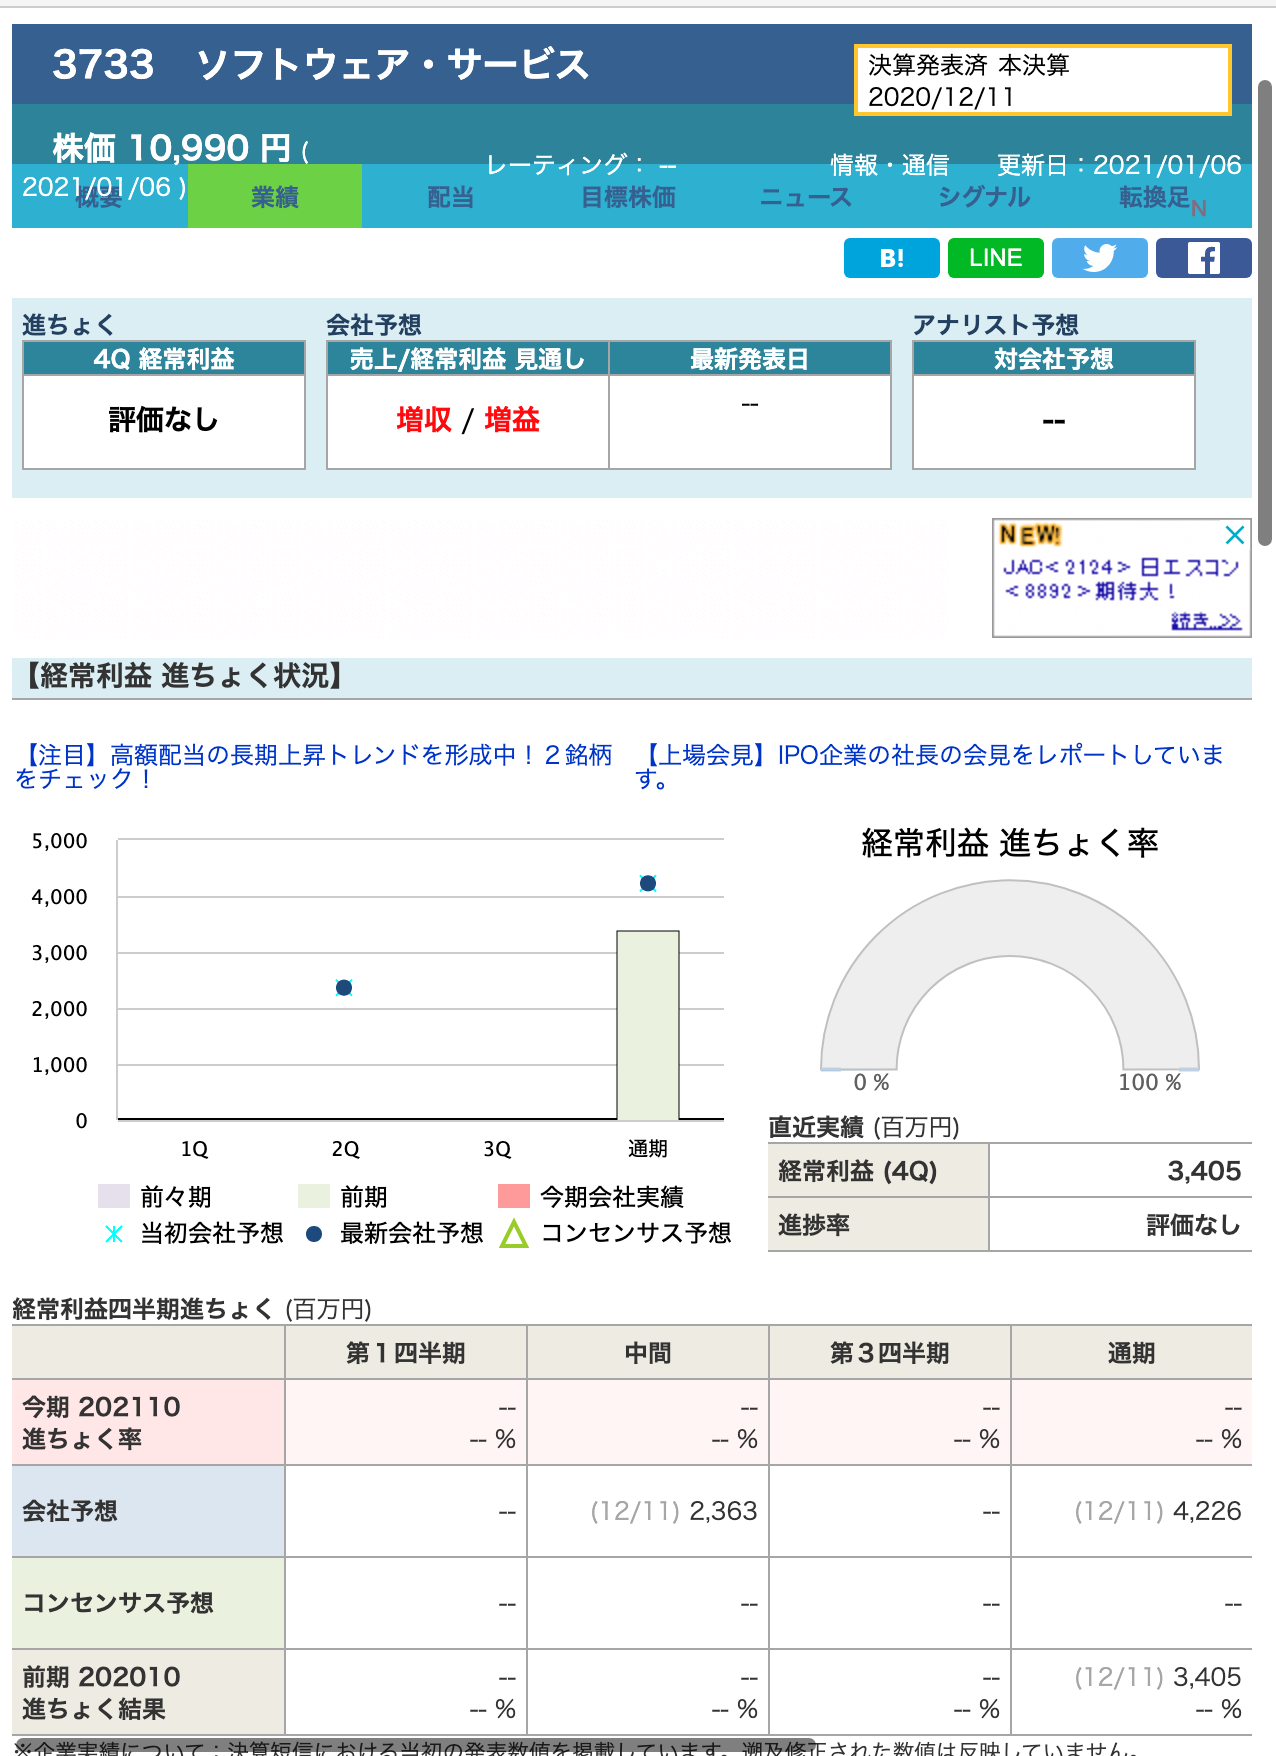 3733 ソフトウェア・サービス
決算発表済 本決算
2020/12/11
株価 10,990 円 (
2021/01/06 )
レーティング： --
情報・通信 更新日：2021/01/06
概要 業績 配当 目標株価 ニュース シグナル 転換足 N
B! LINE
進ちょく 会社予想 アナリスト予想
4Q 経常利益 売上/経常利益 見通し 最新発表日 対会社予想
評価なし 増収 / 増益 -- --
NEW!
JAC<2124> 日エスコン
<8892>期待大！
続き..>>
【経常利益 進ちょく状況】
【注目】高額配当の長期上昇トレンドを形成中！２銘柄
をチェック！
【上場会見】IPO企業の社長の会見をレポートしていま
す。
5,000
4,000
3,000
2,000
1,000
0
1Q 2Q 3Q 通期
前々期 前期 今期会社実績
当初会社予想 最新会社予想 コンセンサス予想
経常利益 進ちょく率
0 % 100 %
直近実績 (百万円)
経常利益 (4Q) 3,405
進捗率 評価なし
経常利益四半期進ちょく (百万円)
第１四半期 中間 第３四半期 通期
今期 202110 -- -- -- --
進ちょく率 -- % -- % -- % -- %
会社予想 -- (12/11) 2,363 -- (12/11) 4,226
コンセンサス予想 -- -- -- --
前期 202010 -- -- -- (12/11) 3,405
進ちょく結果 -- % -- % -- % -- %
※企業実績について：決算短信における当初の発表数値を掲載しています。遡及修正された数値は反映していません。